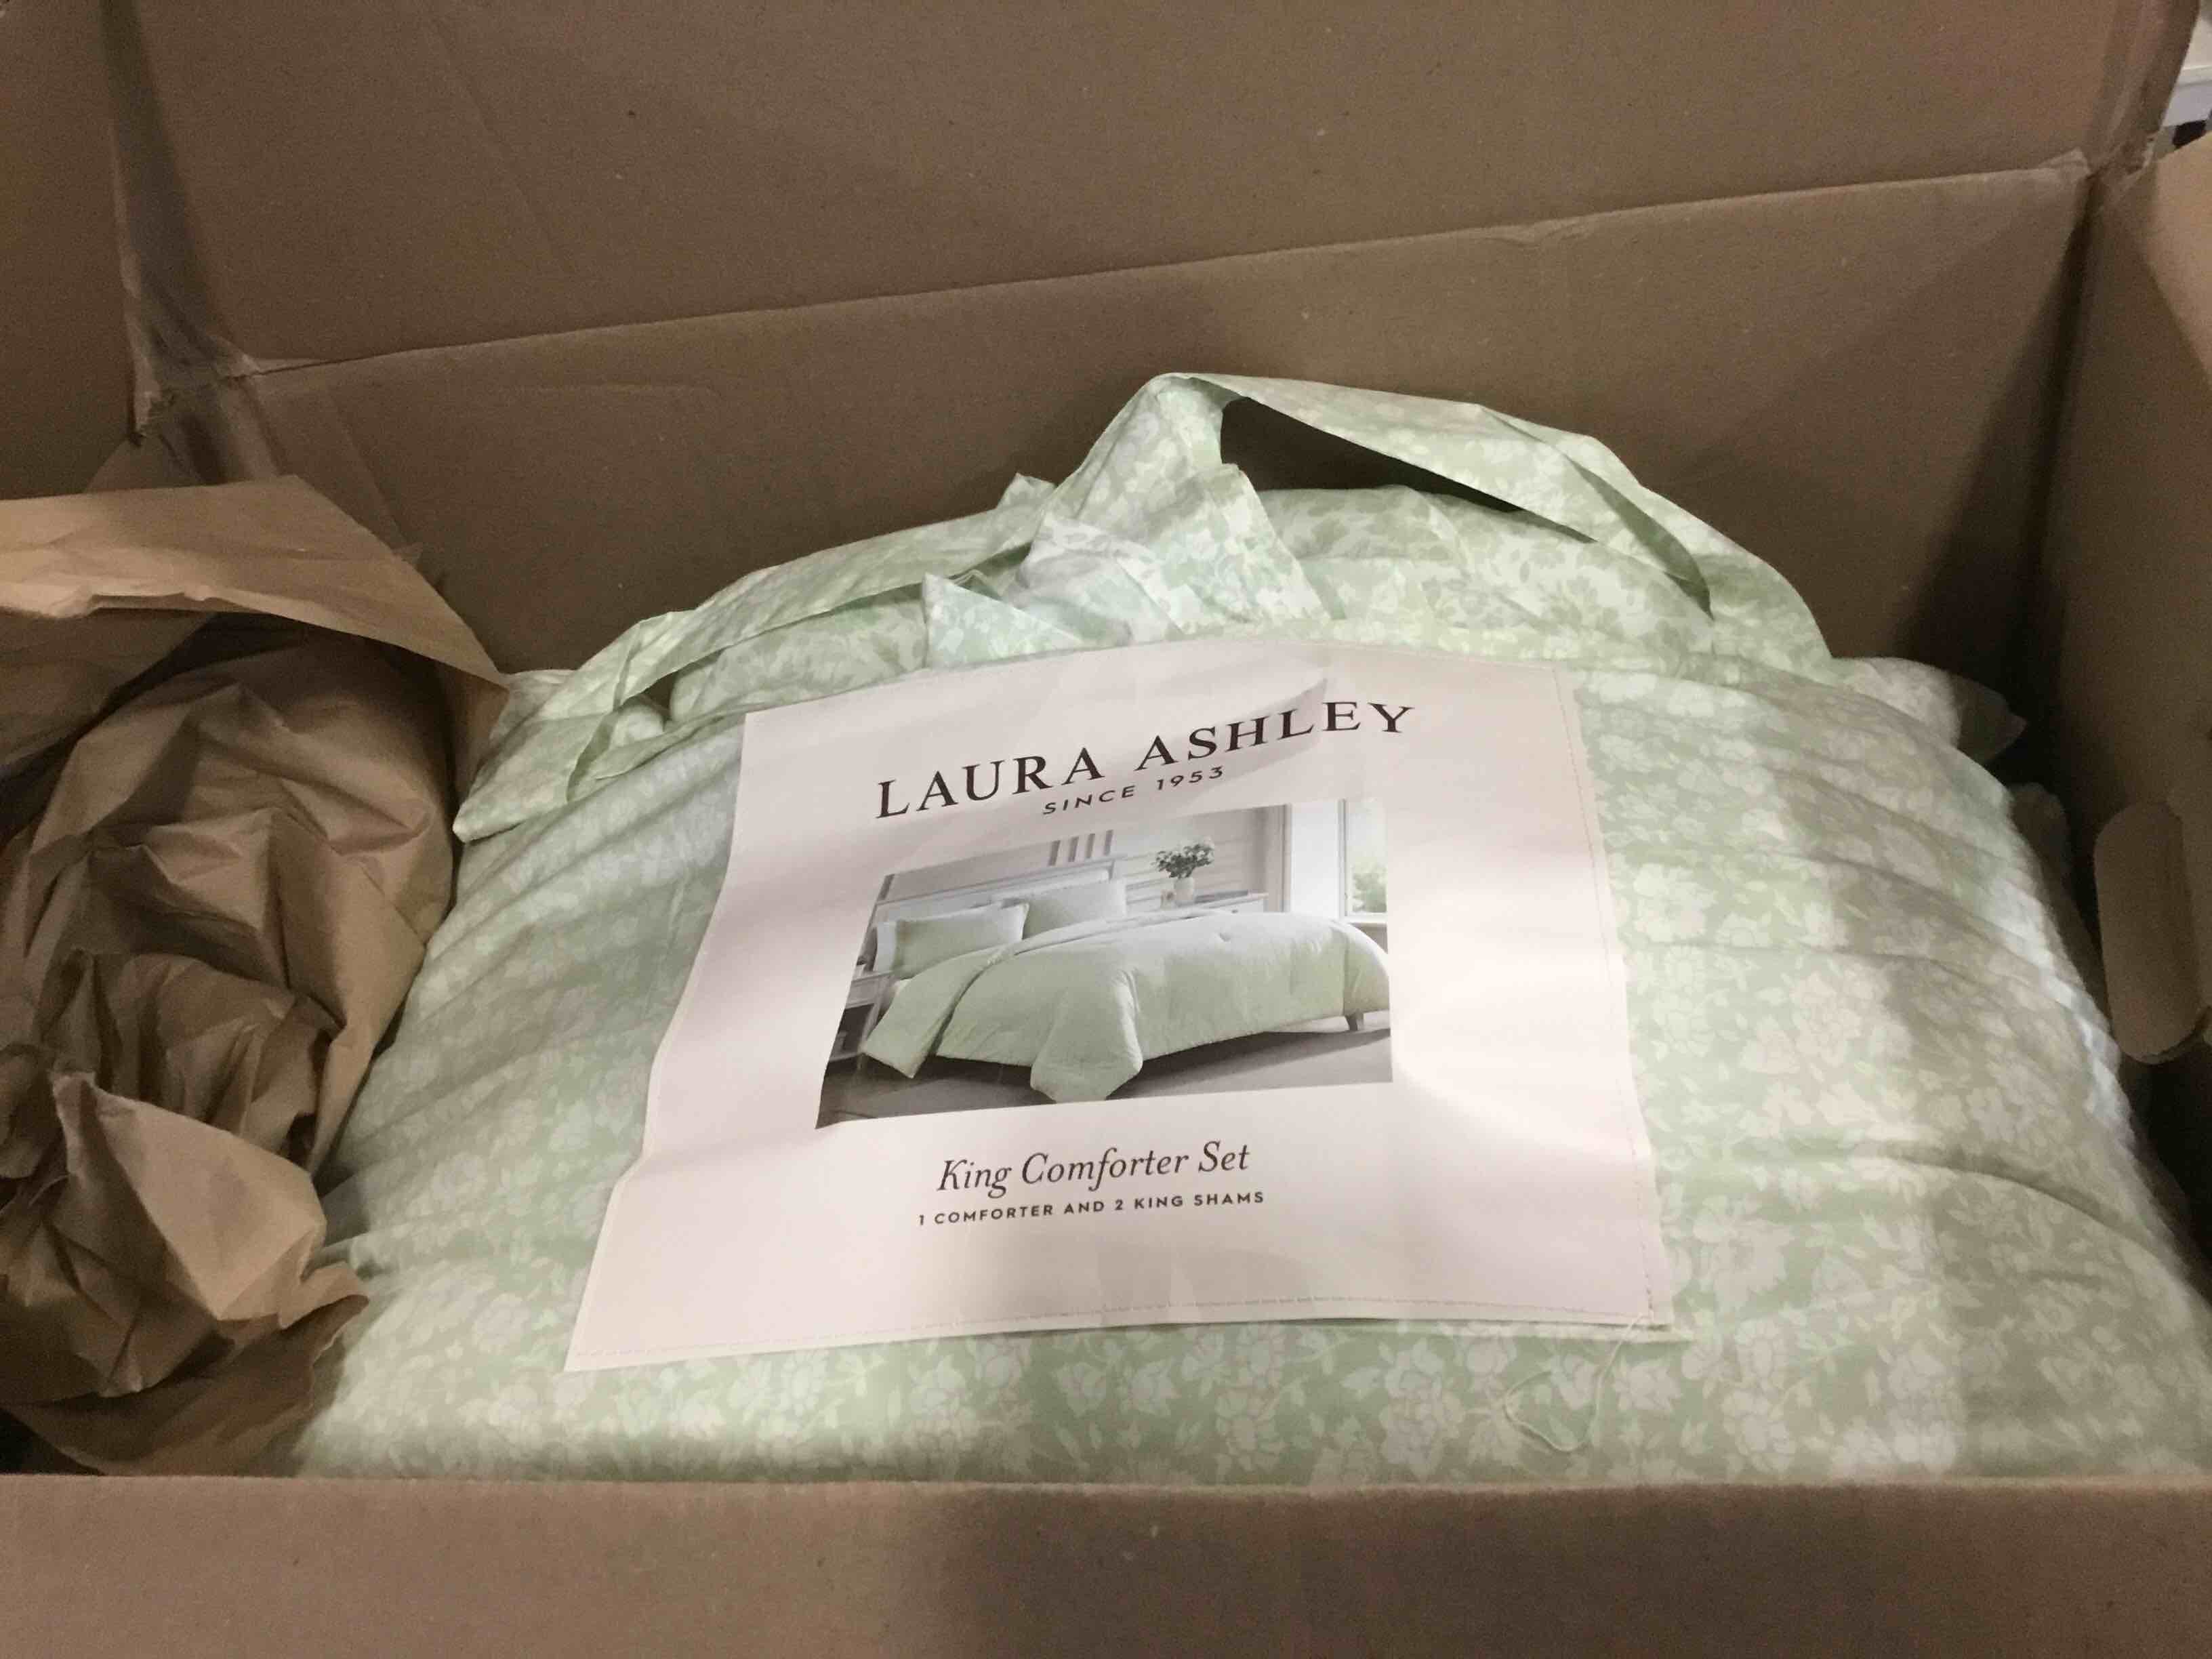 LAURA ASHLEY
SINCE 1953
King Comforter Set
1 COMFORTER AND 2 KING SHAMS